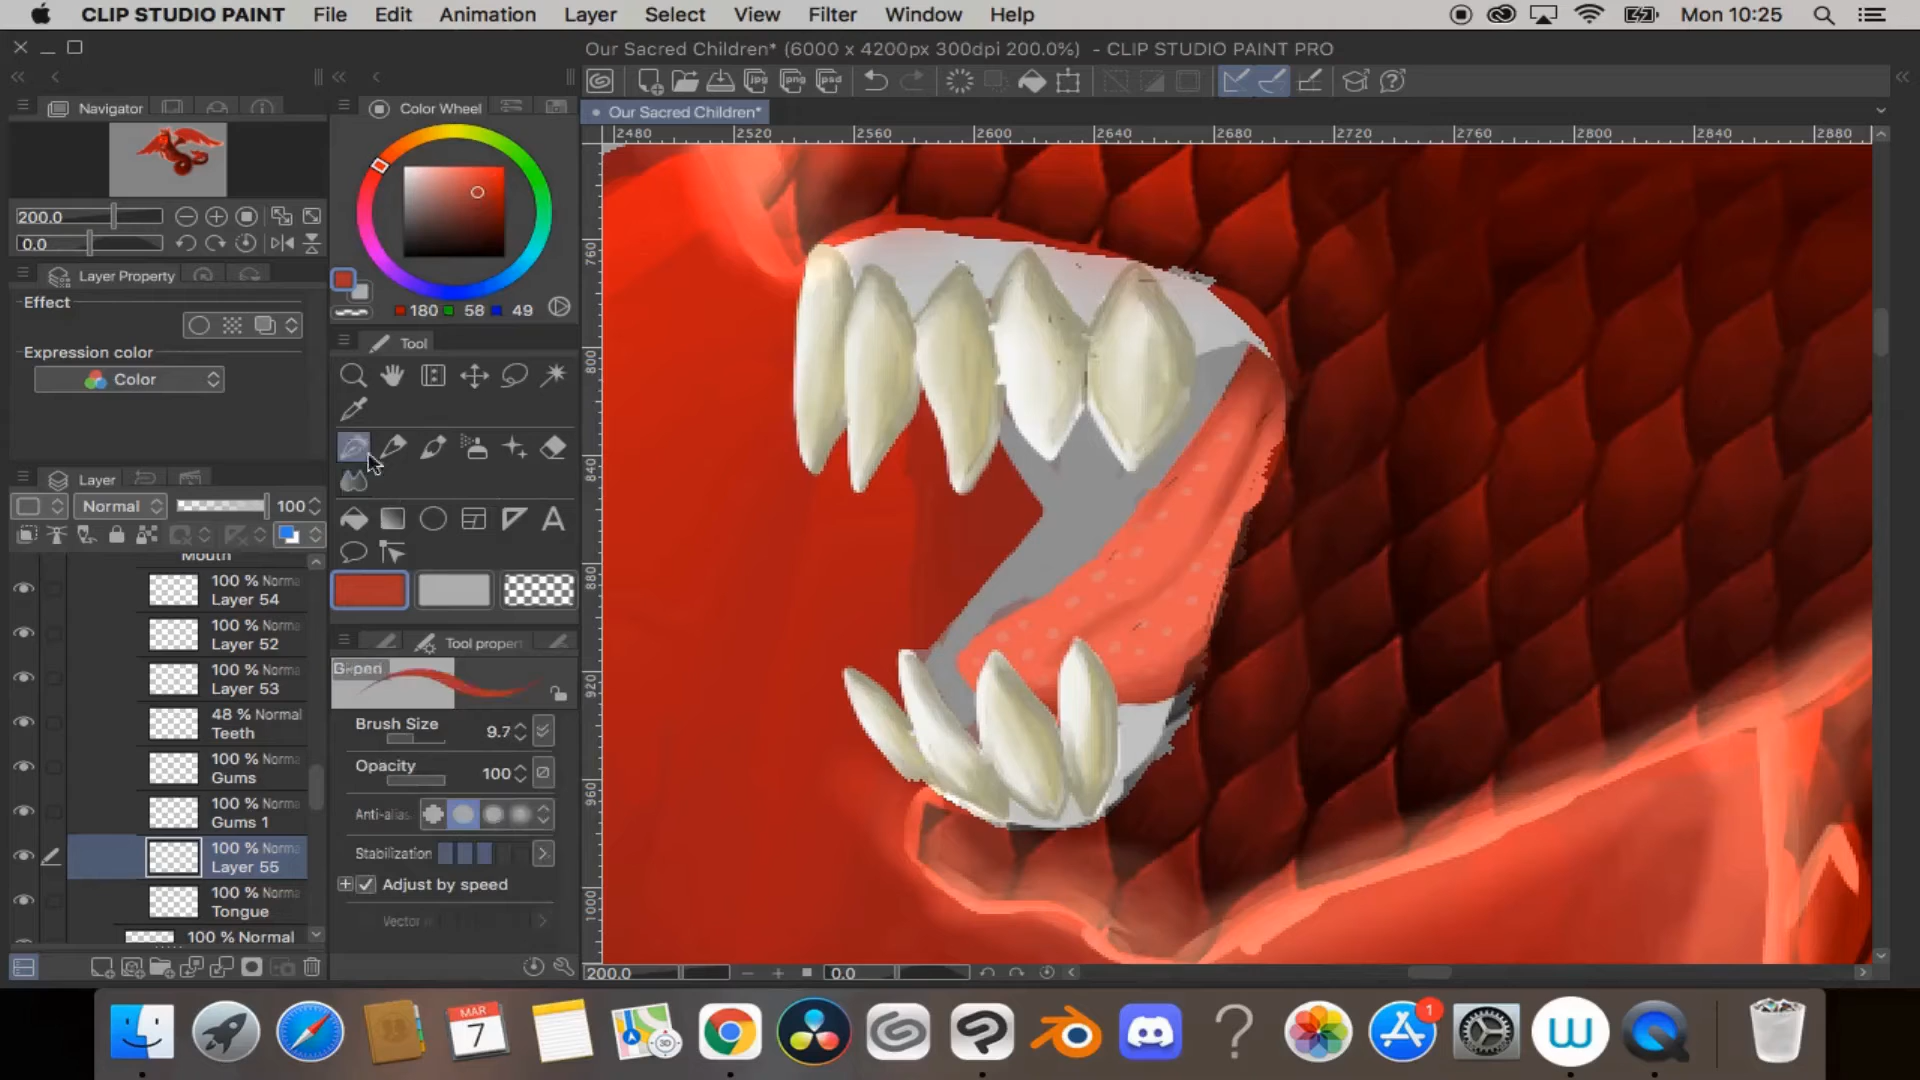 CLIP STUDIO PAINT File Edit Animation Layer Select View Filter Window Help Mon 10:25
Our Sacred Children* (6000 x 4200px 300dpi 200.0%) - CLIP STUDIO PAINT PRO
Navigator
Color Wheel
Our Sacred Children*
2480 2520 2560 2600 2640 2680 2720 2760 2800 2840 2880
200.0
0.0
Layer Property
Effect
Expression color
Color
180 58 49
Tool
Layer
Normal 100
Mouth
100 % Norma
Layer 54
100 % Norma
Layer 52
100 % Norma
Layer 53
48 % Normal
Teeth
100 % Norma
Gums
100 % Norma
Gums 1
100 % Norma
Layer 55
100 % Norma
Tongue
100 % Normal
Tool propert
G-pen
Brush Size 9.7
Opacity 100
Anti-alias
Stabilization
Adjust by speed
Vector
760
800
840
880
920
960
1000
200.0 0.0
MAR
7
3D
1